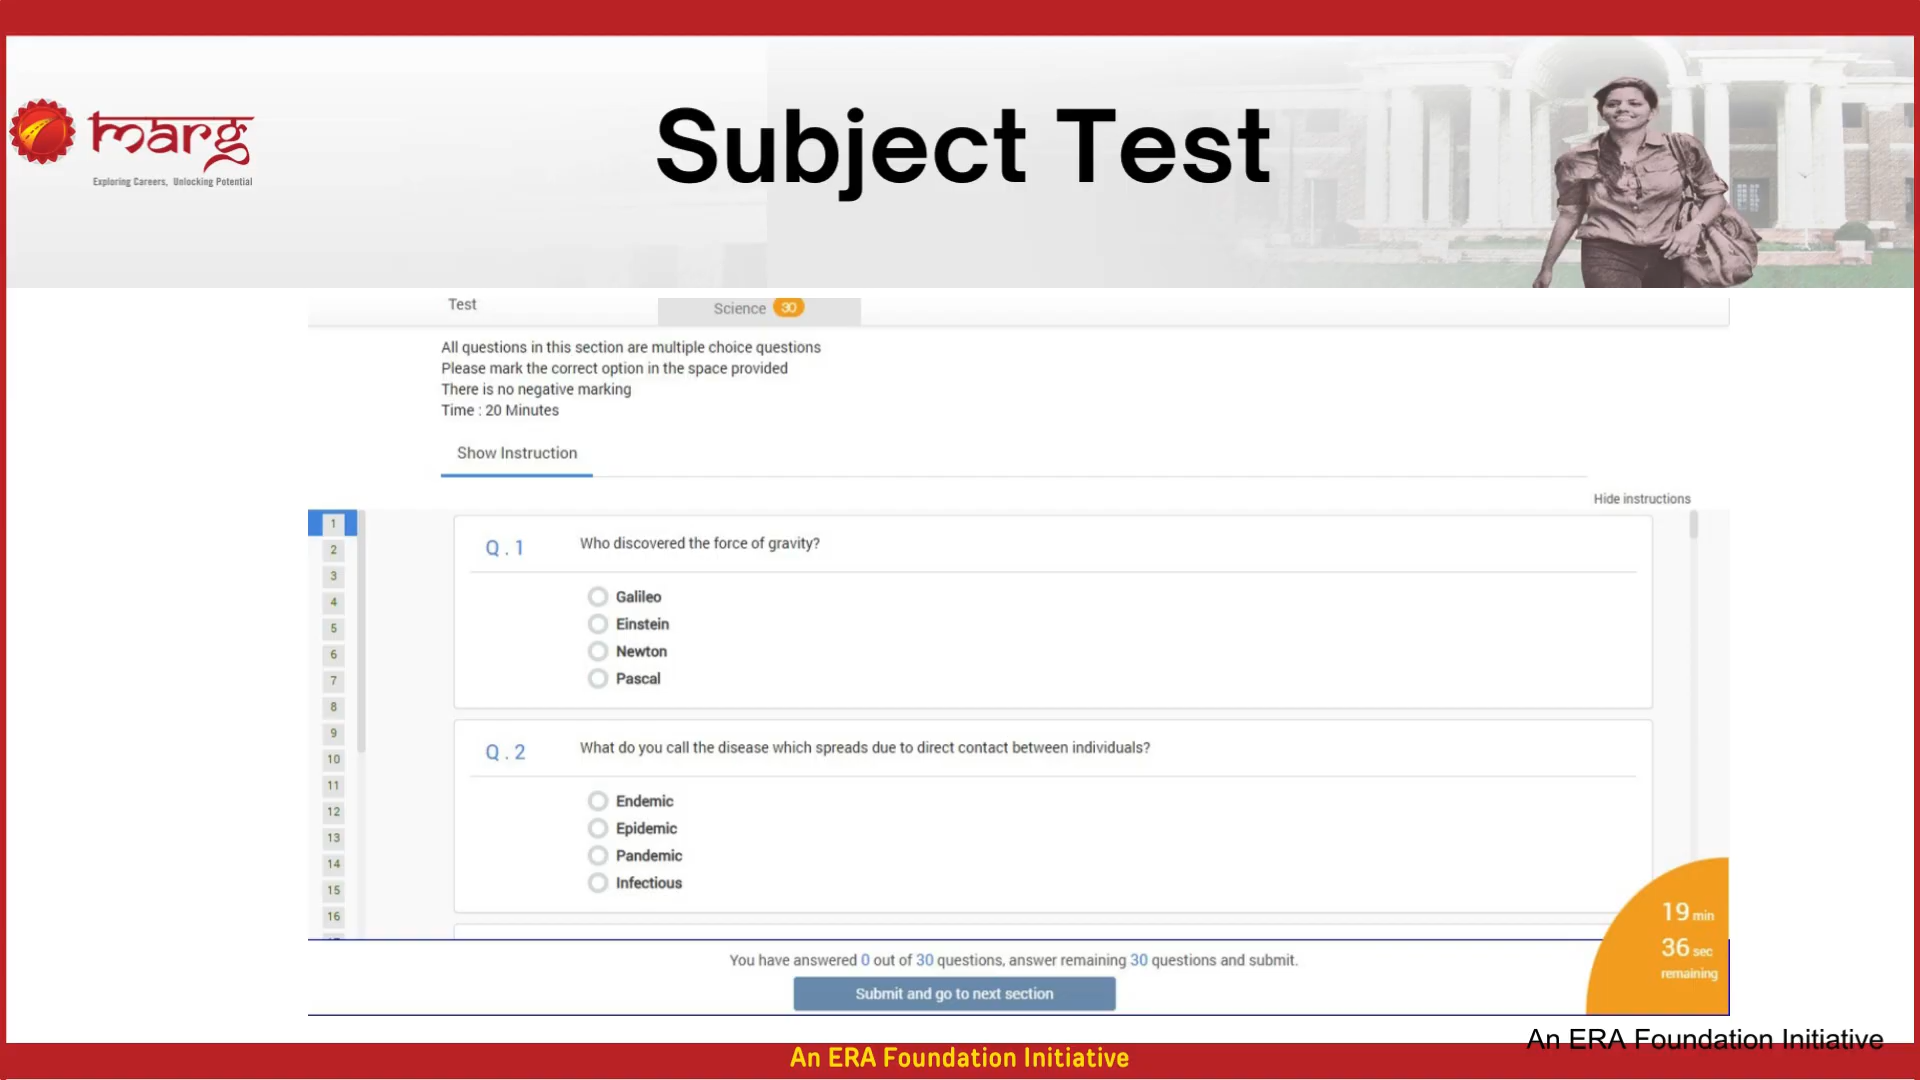 marg
Exploring Careers, Unlocking Potential
Subject Test
Test
Science 30
All questions in this section are multiple choice questions
Please mark the correct option in the space provided
There is no negative marking
Time : 20 Minutes
Show Instruction
Hide instructions
1
2
3
4
5
6
7
8
9
10
11
12
13
14
15
16
Q . 1 Who discovered the force of gravity?
Galileo
Einstein
Newton
Pascal
Q . 2 What do you call the disease which spreads due to direct contact between individuals?
Endemic
Epidemic
Pandemic
Infectious
19 min
36 sec
remaining
You have answered 0 out of 30 questions, answer remaining 30 questions and submit.
Submit and go to next section
An ERA Foundation Initiative
An ERA Foundation Initiative